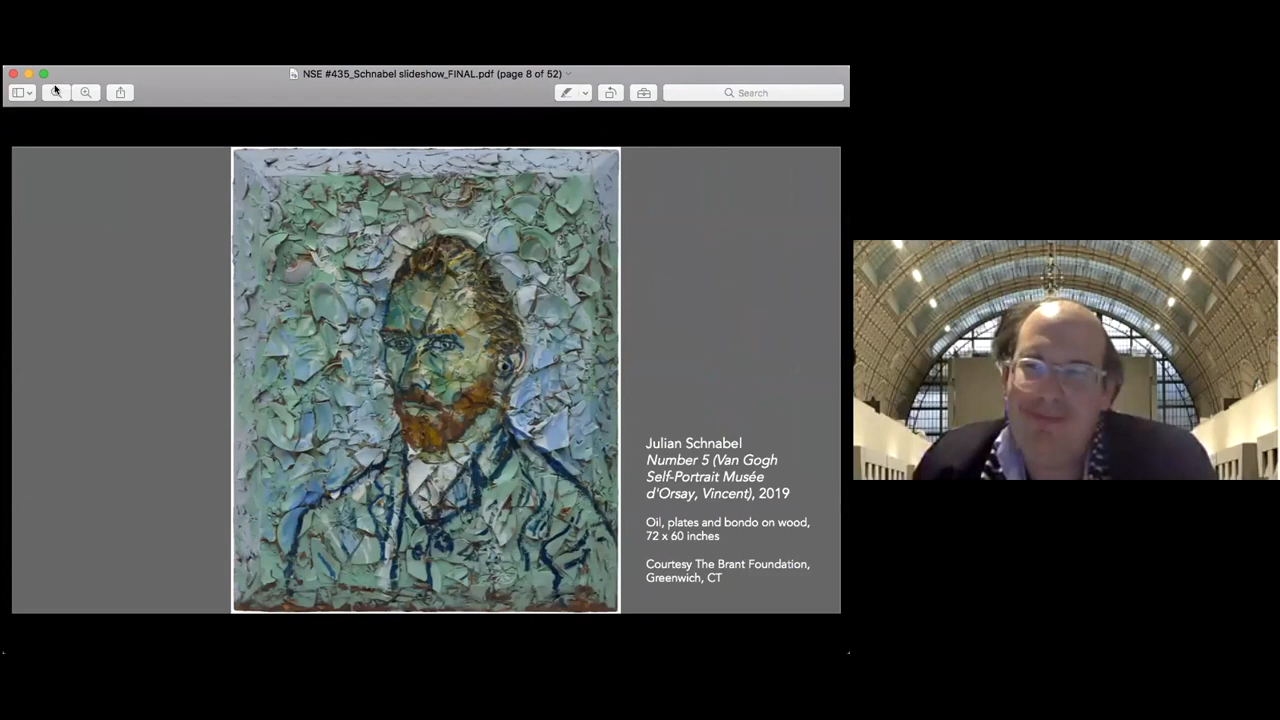 NSE #435_Schnabel slideshow_FINAL.pdf (page 8 of 52)
Search
Julian Schnabel
Number 5 (Van Gogh
Self-Portrait Musée
d'Orsay, Vincent), 2019
Oil, plates and bondo on wood,
72 x 60 inches
Courtesy The Brant Foundation,
Greenwich, CT